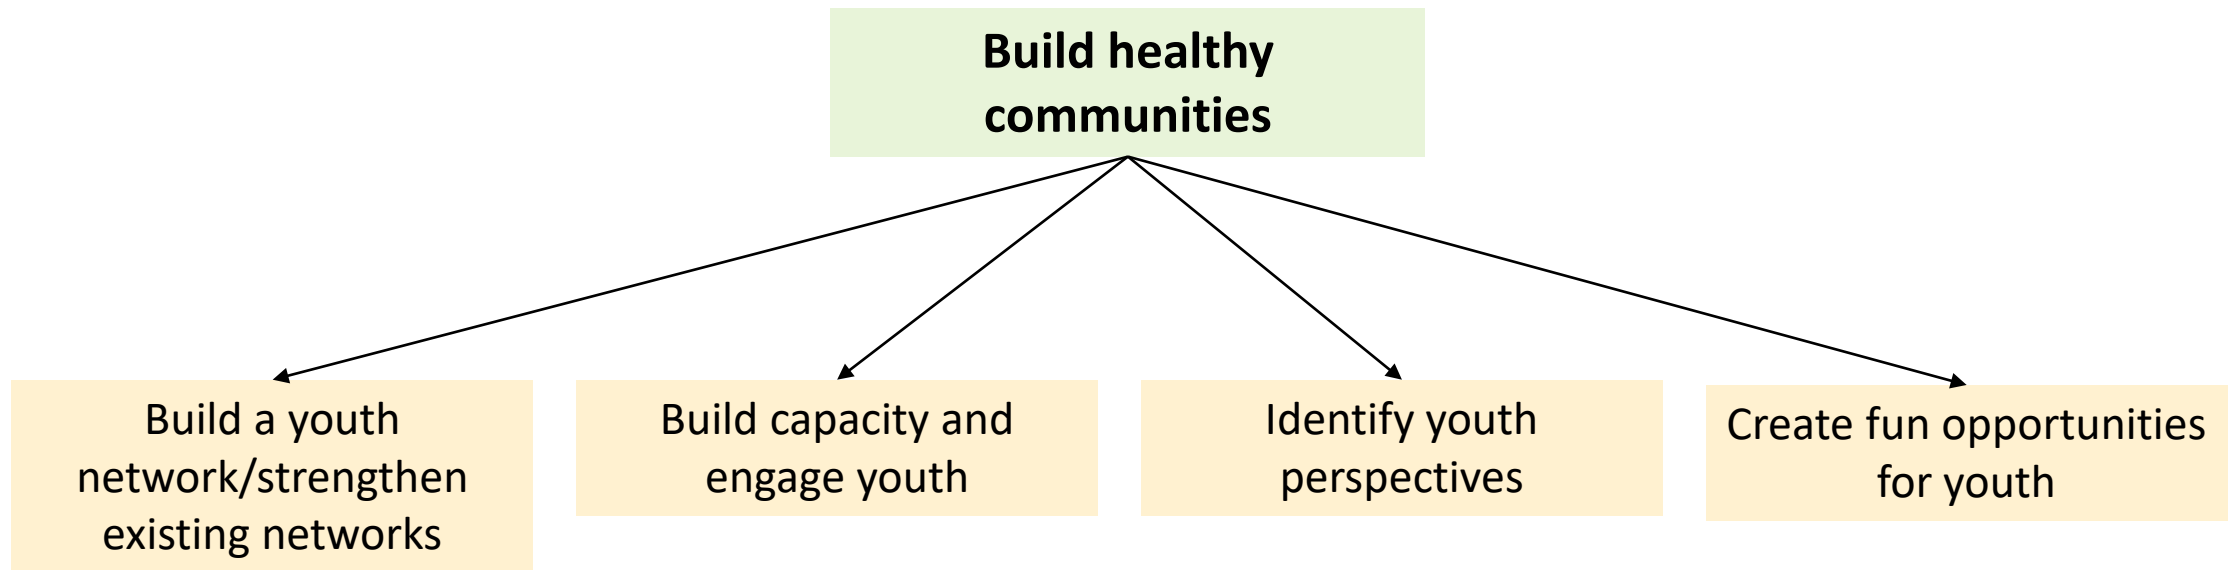 Build healthy
communities
Build a youth
network/strengthen
existing networks
Build capacity and
engage youth
Identify youth
perspectives
Create fun opportunities
for youth